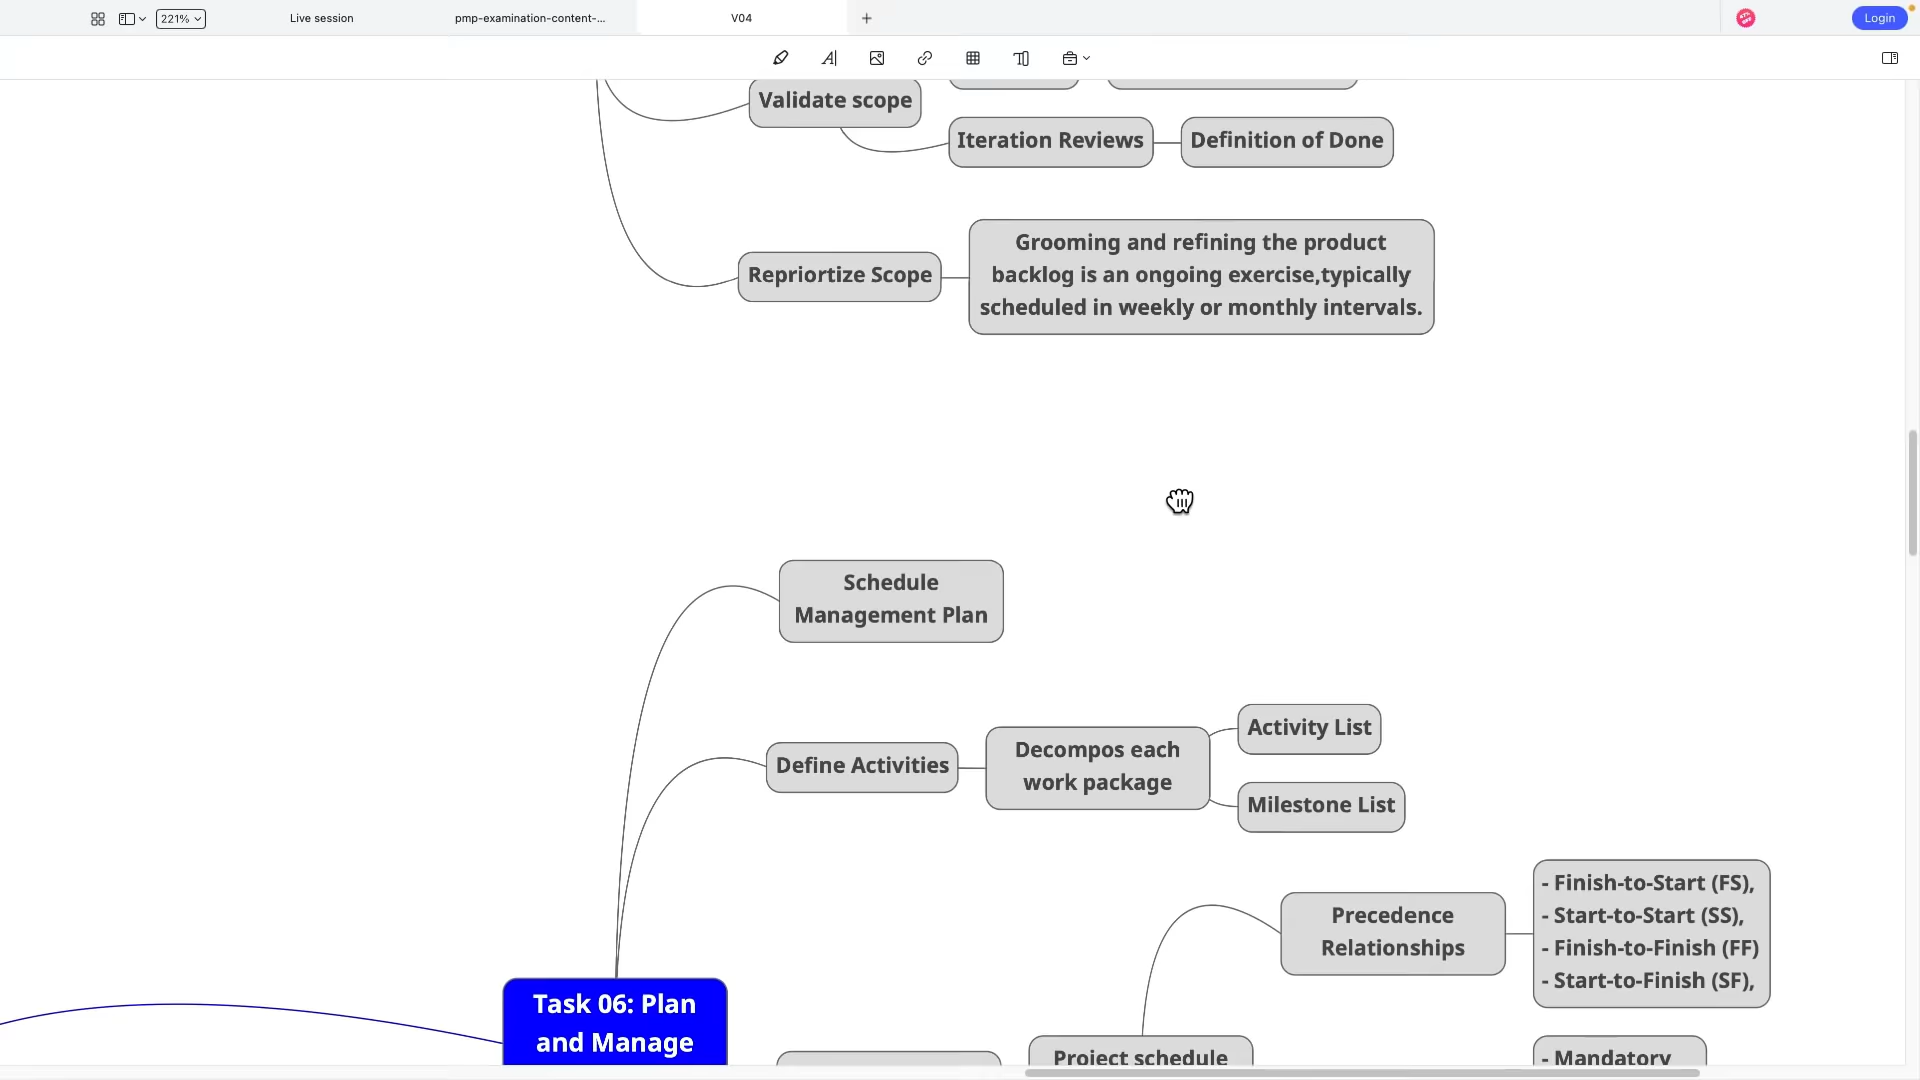 221%
Live session
pmp-examination-content-...
V04
Login
Validate scope
Iteration Reviews
Definition of Done
Repriortize Scope
Grooming and refining the product
backlog is an ongoing exercise,typically
scheduled in weekly or monthly intervals.
Schedule
Management Plan
Define Activities
Decompos each
work package
Activity List
Milestone List
Precedence
Relationships
- Finish-to-Start (FS),
- Start-to-Start (SS),
- Finish-to-Finish (FF)
- Start-to-Finish (SF),
Task 06: Plan
and Manage
Project schedule
- Mandatory